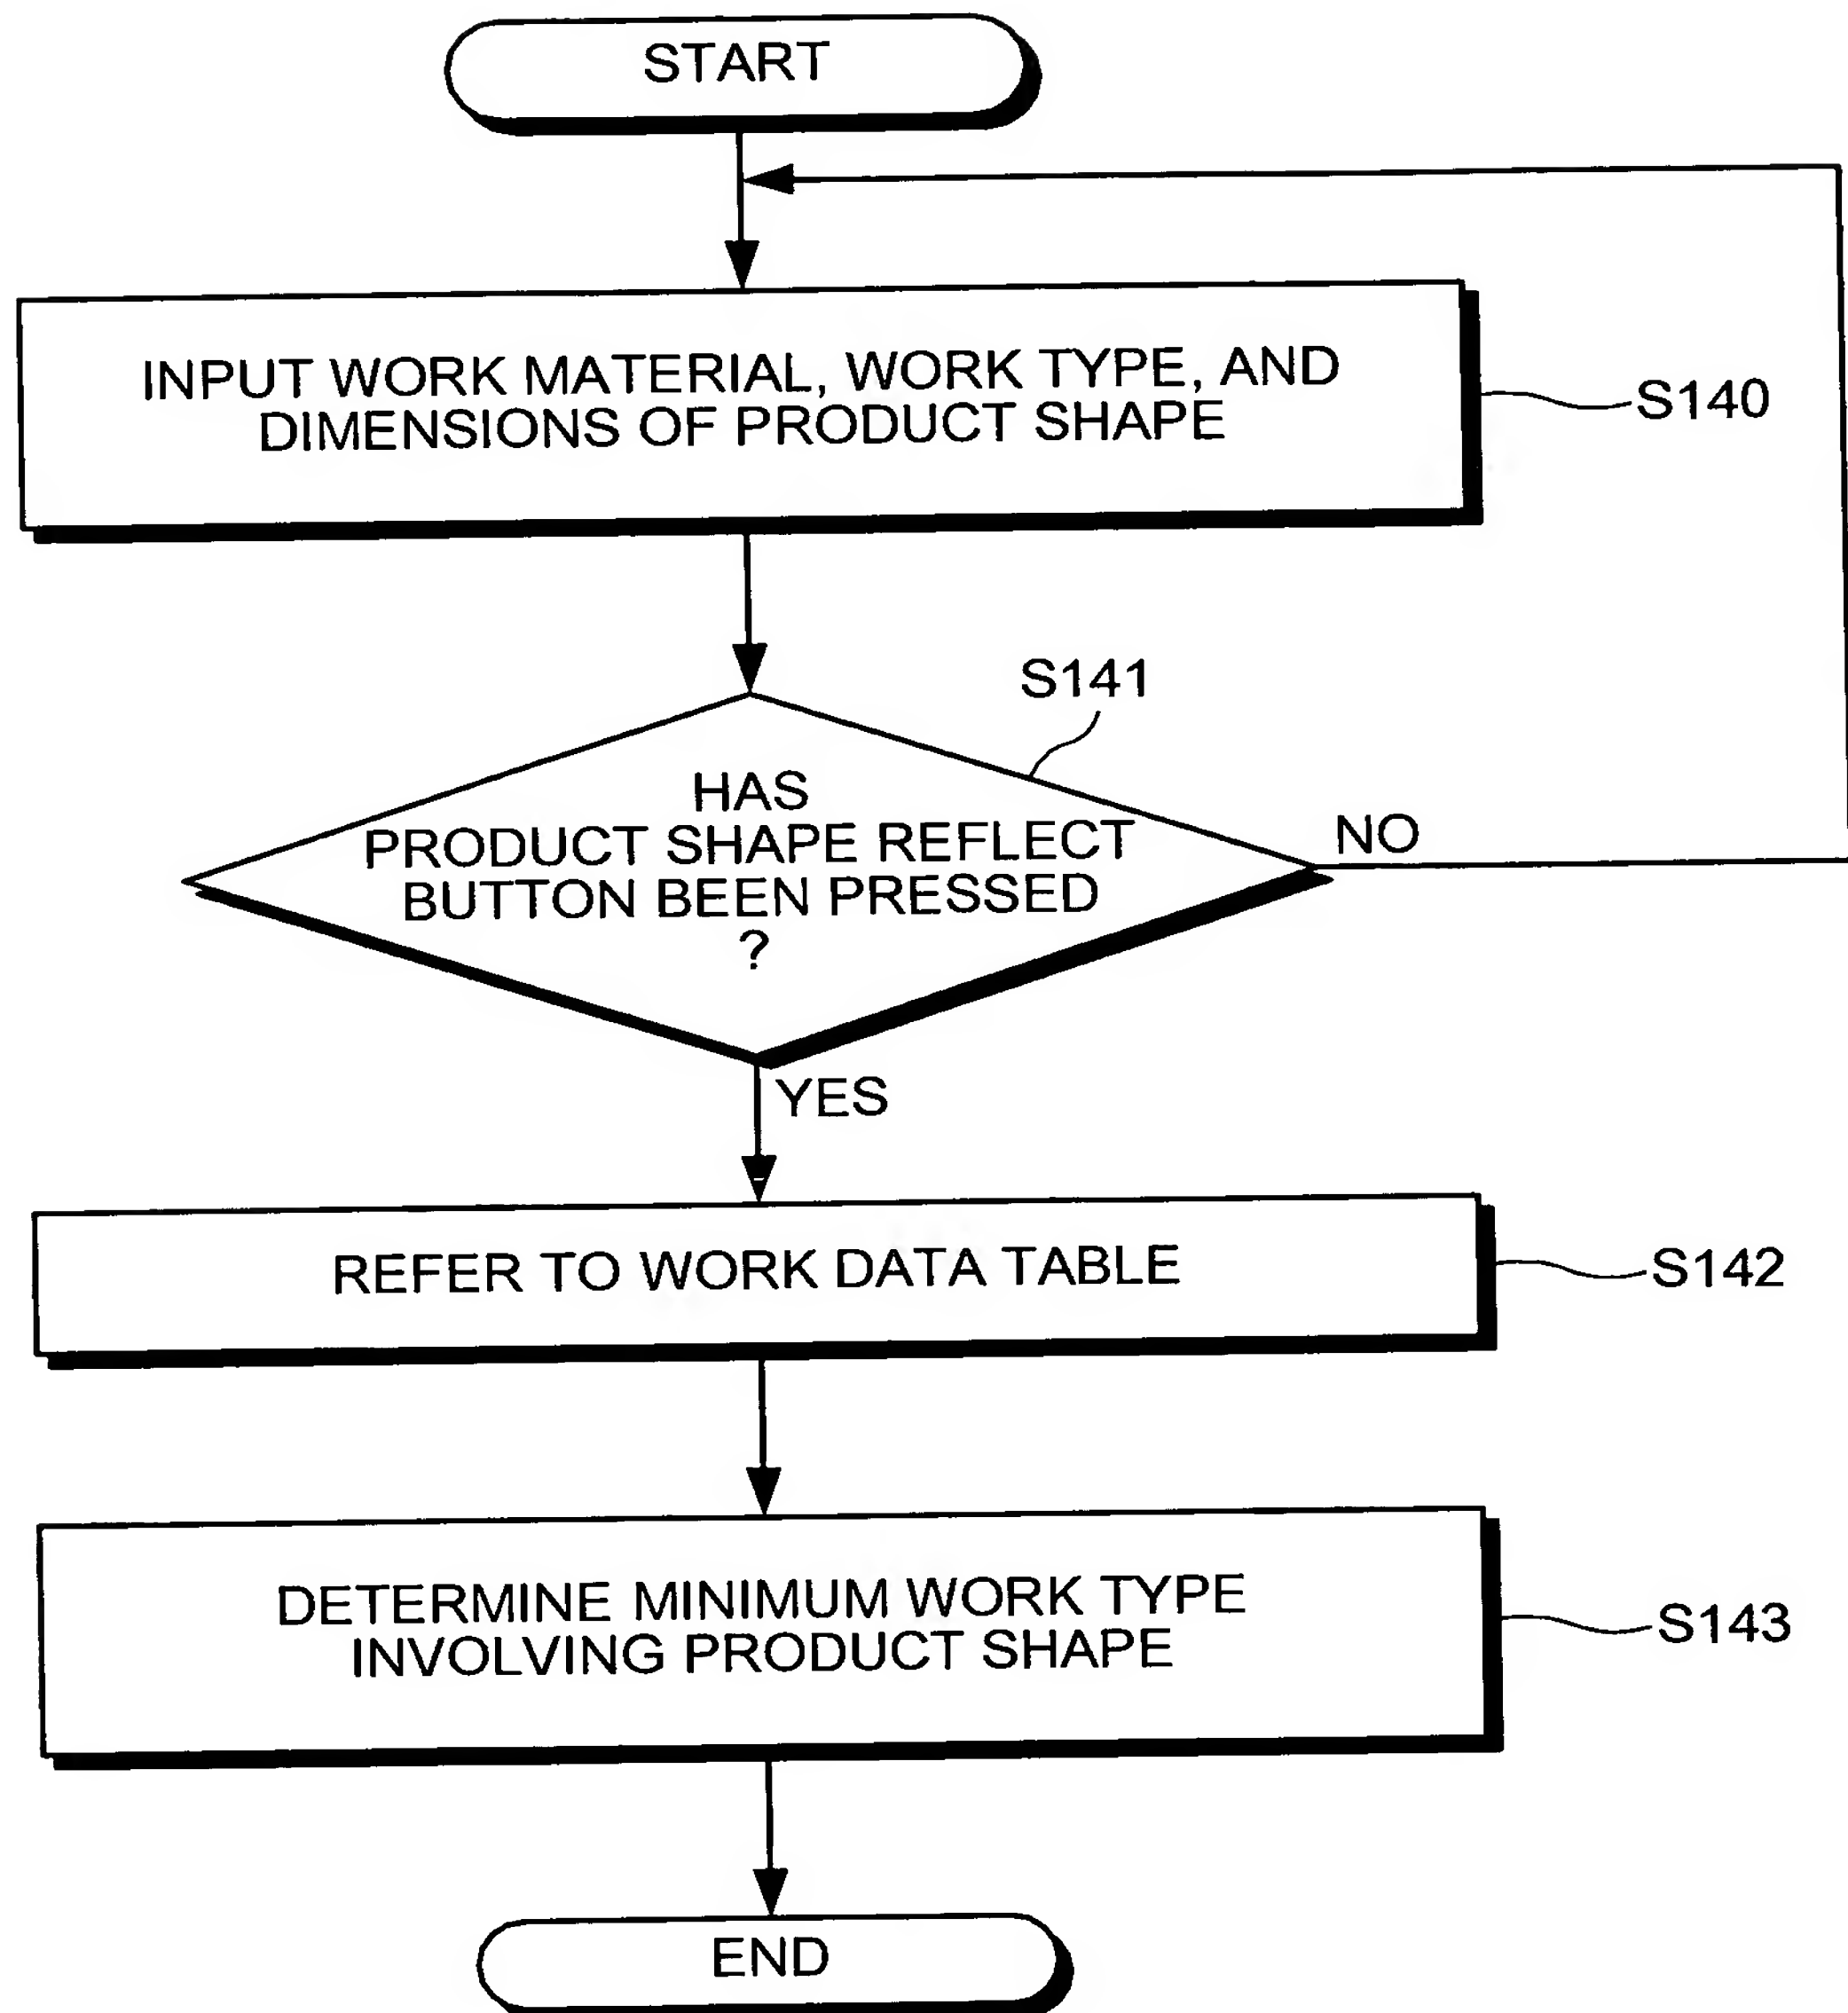 START
INPUT WORK MATERIAL, WORK TYPE, AND
DIMENSIONS OF PRODUCT SHAPE
S140
S141
HAS
PRODUCT SHAPE REFLECT
BUTTON BEEN PRESSED
?
NO
YES
REFER TO WORK DATA TABLE
S142
DETERMINE MINIMUM WORK TYPE
INVOLVING PRODUCT SHAPE
S143
END